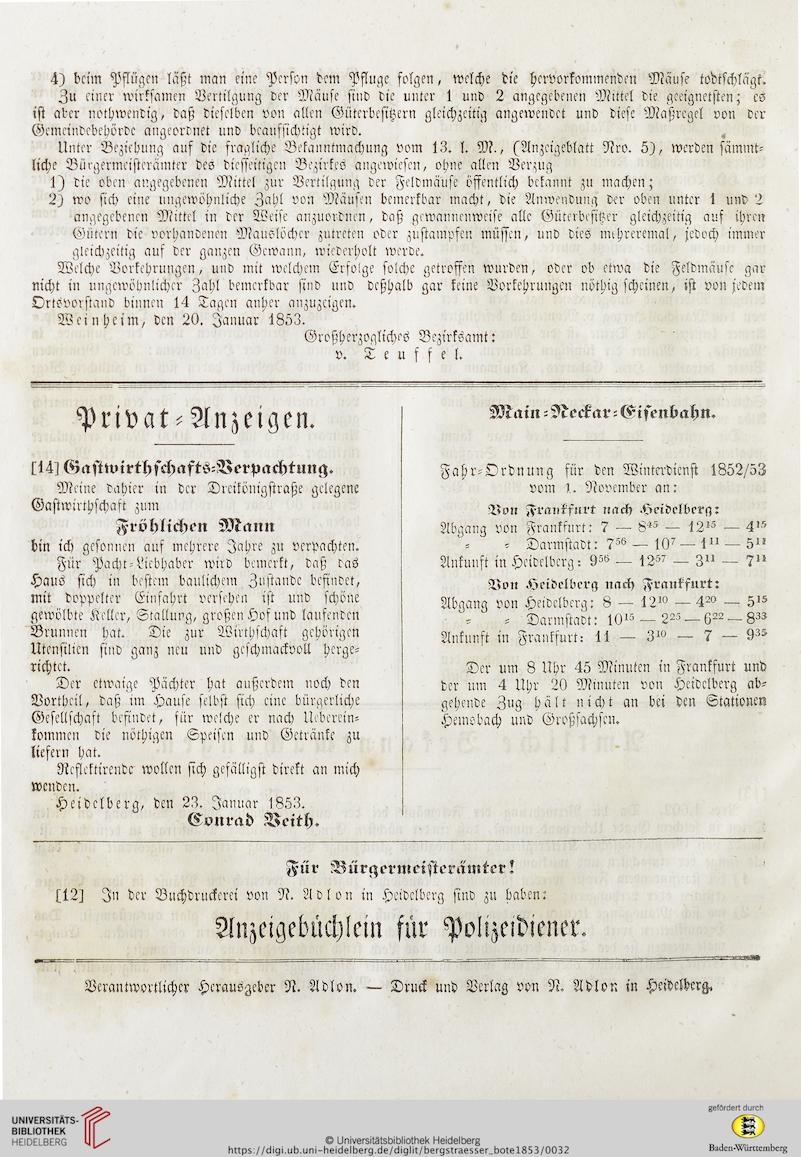 4) beim Pflügen läßt man eine Person dem Pfluge folgen, welche die hervorkommenden Mäuse todtschlägt.
Zu einer wirksamen Vertilgung der Mäuse sind die unter 1 und 2 angegebenen Mittel die geeignetsten; es
ist aber nothwendig, daß dieselben von allen Güterbesitzern gleichzeitig angewendet und diese Maßregel von der
Gemeindebehörde angeordnet und beaufsichtigt wird.
Unter Beziehung auf die fragliche Bekanntmachung vom 13. l. M., (Anzeigeblatt Nro. 5), werden sämmt-
liche Bürgermeisterämter des diesseitigen Bezirkes angewiesen, ohne allen Verzug
1) die oben angegebenen Mittel zur Vertilgung der Feldmäuse öffentlich bekannt zu machen;
2) wo sich eine ungewöhnliche Zahl von Mäusen bemerkbar macht, die Anwendung der oben unter 1 und 2
angegebenen Mittel in der Weise anzuordnen, daß gewannenweise alle Güterbesitzer gleichzeitig auf ihren
Gütern die vorhandenen Mauslöcher zutreten oder zustampfen müssen, und dies mehreremal, jedoch immer
gleichzeitig auf der ganzen Gewann, wiederholt werde.
Welche Vorkehrungen, und mit welchem Erfolge solche getroffen wurden, oder ob etwa die Feldmäuse gar
nicht in ungewöhnlicher Zahl bemerkbar sind und deßhalb gar keine Vorkehrungen nöthig scheinen, ist von jedem
Ortsvorstand binnen 14 Tagen anher anzuzeigen.
Weinheim, den 20. Januar 1853.
Großherzogliches Bezirksamt:
v. Teuffel.
Privat-Anzeigen.
[14] Gastwirthschafts-Verpachtung.
Meine dahier in der Dreikönigstraße gelegene
Gastwirthschaft zum
Fröhlichen Mann
bin ich gesonnen auf mehrere Jahre zu verpachten.
Für Pacht-Liebhaber wird bemerkt, daß das
Haus sich in bestem baulichem Zustande befindet,
mit doppelter Einfahrt versehen ist und schöne
gewölbte Keller, Stallung, großen Hof und laufenden
Brunnen hat. Die zur Wirthschaft gehörigen
Utensilien sind ganz neu und geschmackvoll herge-
richtet.
Der etwaige Pächter hat außerdem noch den
Vortheil, daß im Hause selbst sich eine bürgerliche
Gesellschaft befindet, für welche er nach Ueberein-
kommen die nöthigen Speisen und Getränke zu
liefern hat.
Reflektirende wollen sich gefälligst direkt an mich
wenden.
Heidelberg, den 23. Januar 1853.
Conrad Veith.
Main-Neckar-Eisenbahn.
Fahr-Ordnung für den Winterdienst 1852/53
vom 1. November an:
Von Frankfurt nach Heidelberg:
Abgang von Frankfurt: 7 — 8⁴⁵ — 12¹⁵ — 4¹⁵
" " Darmstadt: 7⁵⁶ — 10⁷ — 1¹¹ — 5¹¹
Ankunft in Heidelberg: 9⁵⁶ — 12⁵⁷ — 3¹¹ — 7¹¹
Von Heidelberg nach Frankfurt:
Abgang von Heidelberg: 8 — 12¹⁰ — 4²⁰ — 5¹⁵
" " Darmstadt: 10¹⁵ — 2²⁵ — 6²² — 8³³
Ankunft in Frankfurt: 11 — 3¹⁰ — 7 — 9³⁵
Der um 8 Uhr 45 Minuten in Frankfurt und
der um 4 Uhr 20 Minuten von Heidelberg ab-
gehende Zug hält nicht an bei den Stationen
Hemsbach und Großsachsen.
Für Bürgermeisterämter!
[12] In der Buchdruckerei von N. Adlon in Heidelberg sind zu haben:
Anzeigebüchlein für Polizeidiener.
Verantwortlicher Herausgeber N. Adlon. — Druck und Verlag von N. Adlon in Heidelberg.
UNIVERSITÄTS-
BIBLIOTHEK
HEIDELBERG
© Universitätsbibliothek Heidelberg
https://digi.ub.uni-heidelberg.de/diglit/bergstraesser_bote1853/0032
gefördert durch
Baden-Württemberg